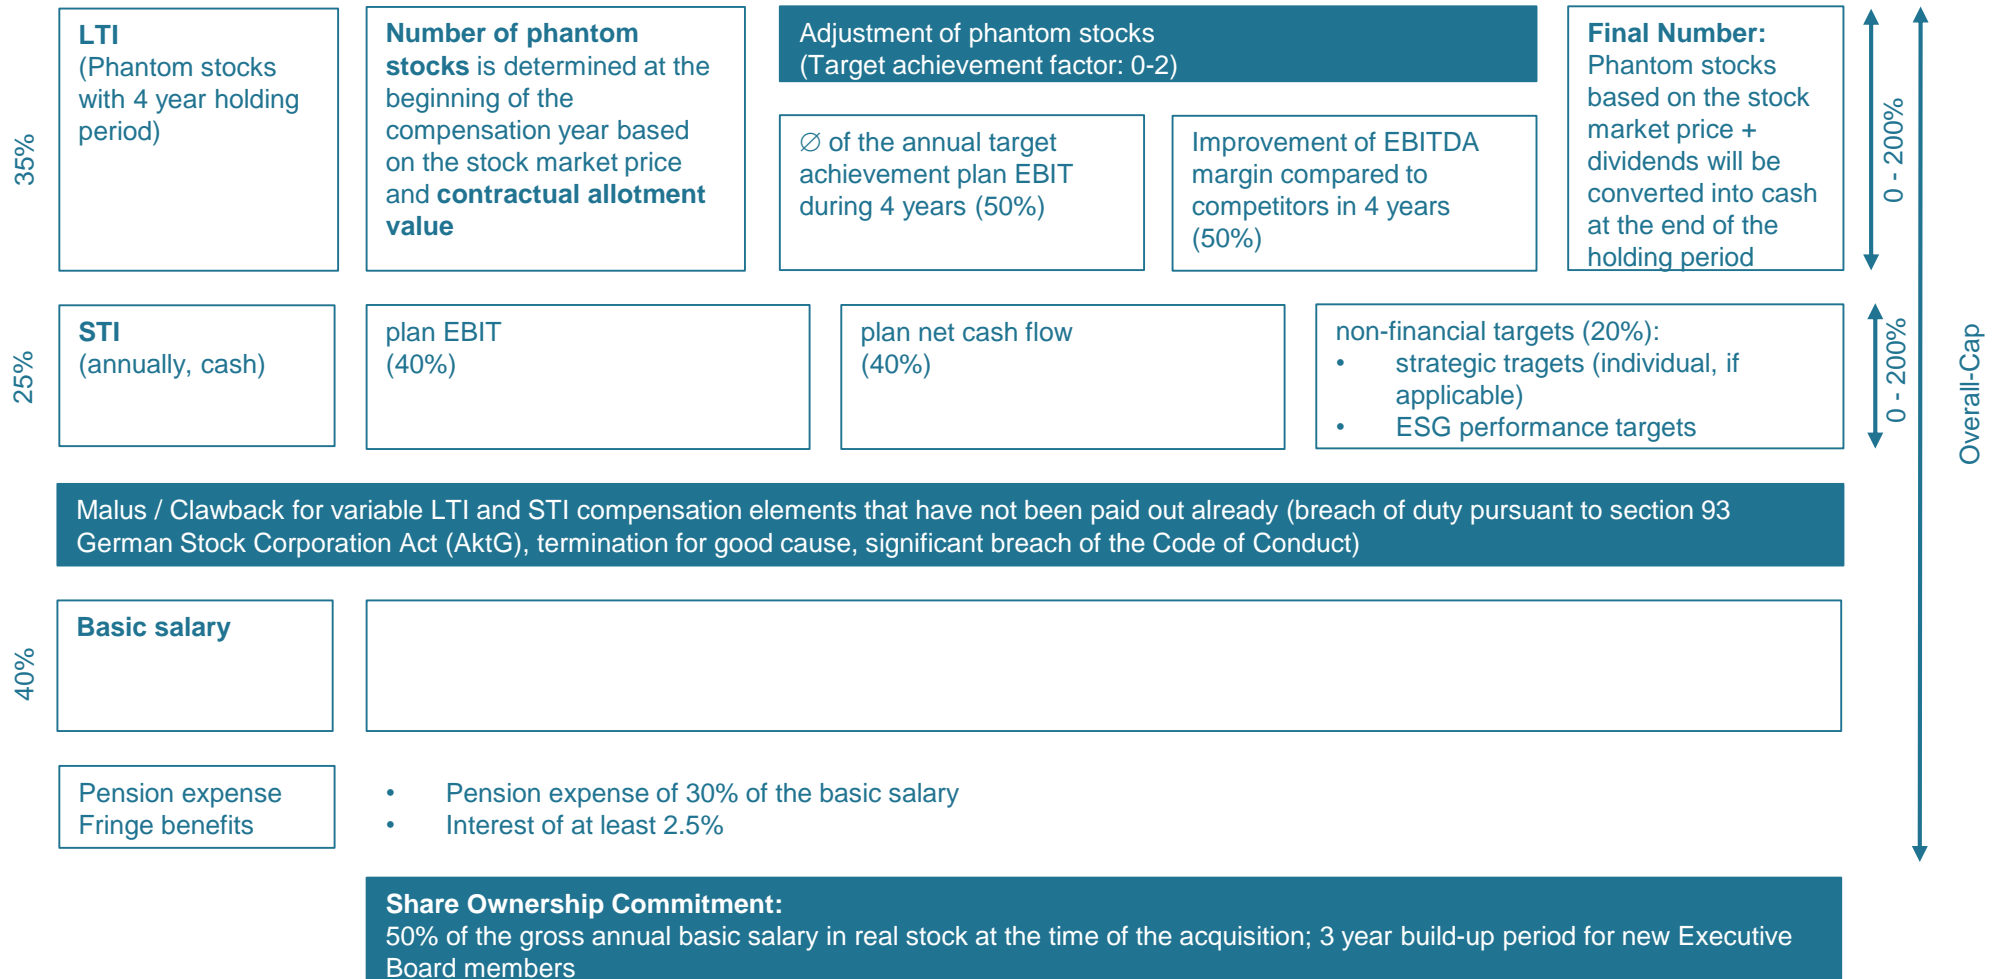 35%
LTI
(Phantom stocks
with 4 year holding
period)
Number of phantom
stocks is determined at the
beginning of the
compensation year based
on the stock market price
and contractual allotment
value
Adjustment of phantom stocks
(Target achievement factor: 0-2)
∅ of the annual target
achievement plan EBIT
during 4 years (50%)
Improvement of EBITDA
margin compared to
competitors in 4 years
(50%)
Final Number:
Phantom stocks
based on the stock
market price +
dividends will be
converted into cash
at the end of the
holding period
0 - 200%
25%
STI
(annually, cash)
plan EBIT
(40%)
plan net cash flow
(40%)
non-financial targets (20%):
• strategic tragets (individual, if
applicable)
• ESG performance targets
0 - 200%
Overall-Cap
Malus / Clawback for variable LTI and STI compensation elements that have not been paid out already (breach of duty pursuant to section 93
German Stock Corporation Act (AktG), termination for good cause, significant breach of the Code of Conduct)
40%
Basic salary
Pension expense
Fringe benefits
• Pension expense of 30% of the basic salary
• Interest of at least 2.5%
Share Ownership Commitment:
50% of the gross annual basic salary in real stock at the time of the acquisition; 3 year build-up period for new Executive
Board members